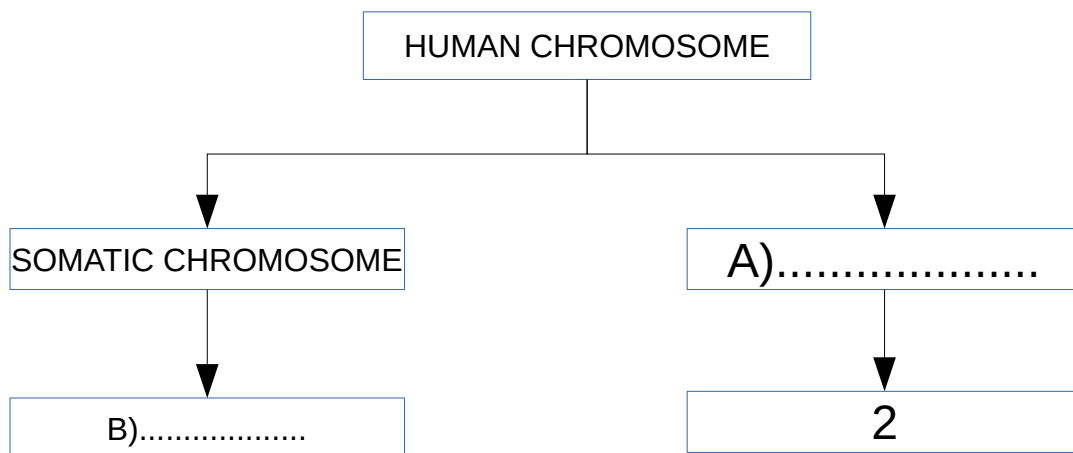 HUMAN CHROMOSOME
SOMATIC CHROMOSOME
A)....................
B)...................
2